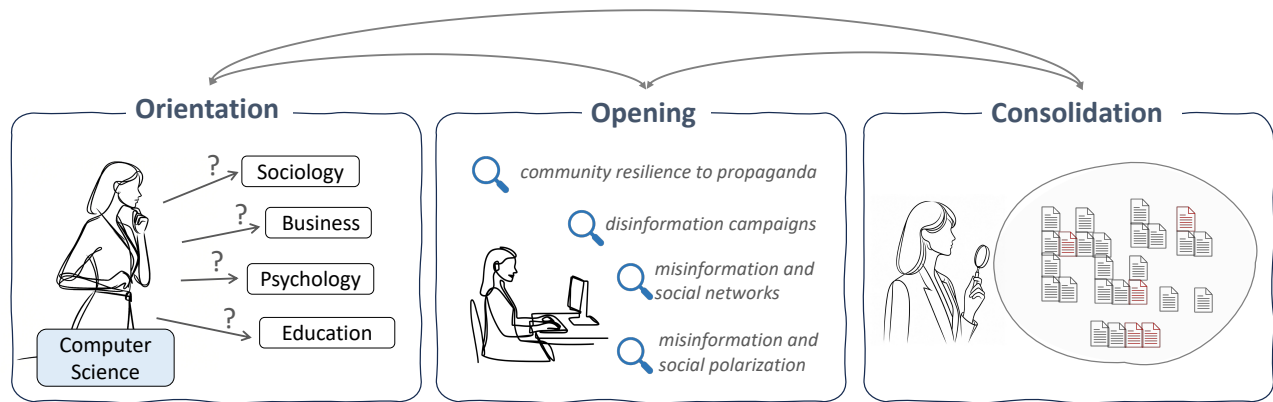 Orientation
?
Sociology
?
Business
?
Psychology
?
Education
Computer
Science
Opening
community resilience to propaganda
disinformation campaigns
misinformation and
social networks
misinformation and
social polarization
Consolidation